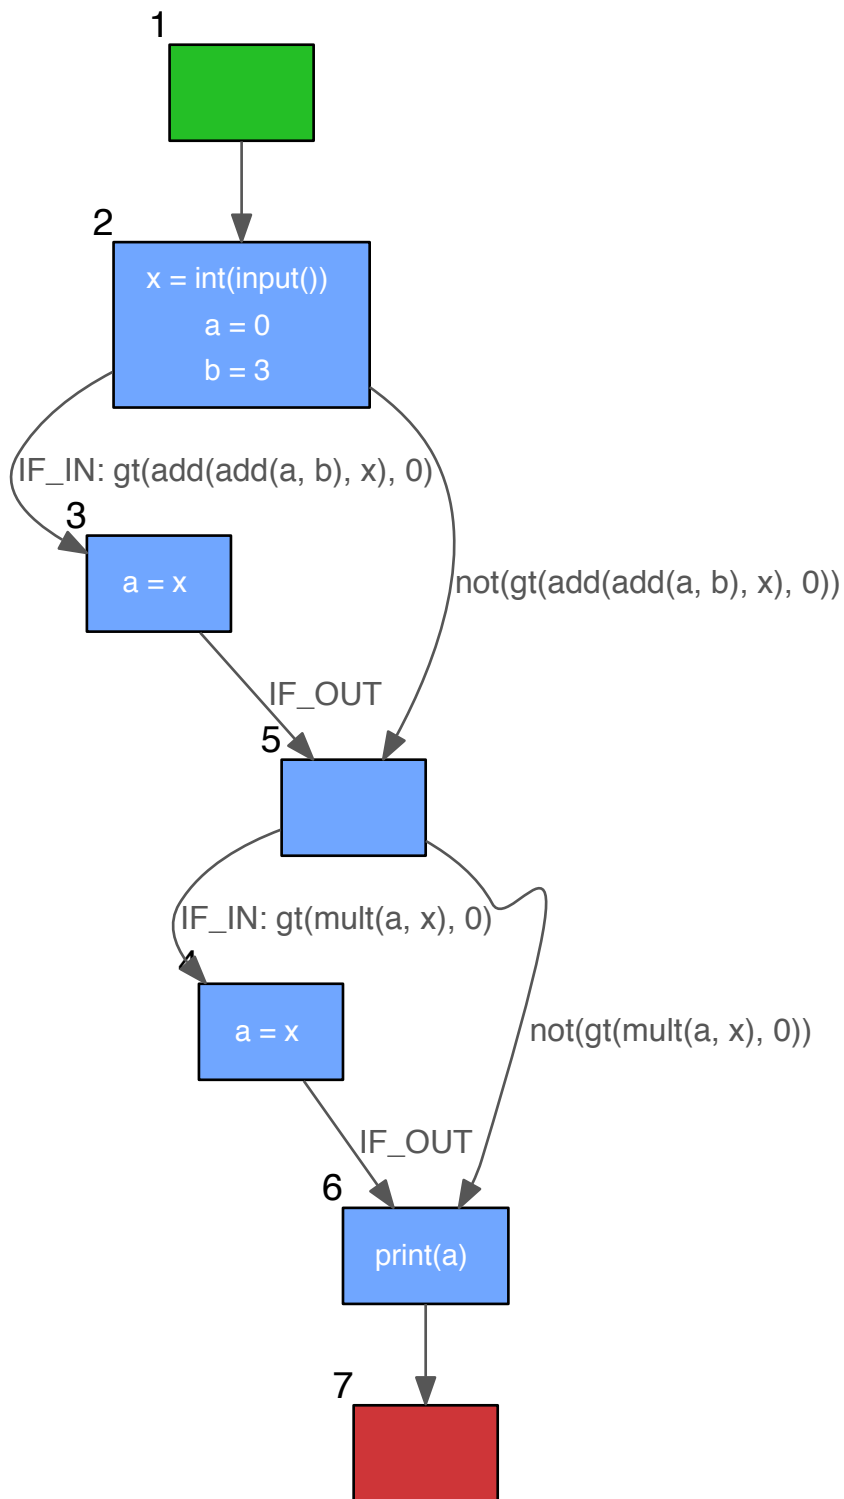 1
2
x = int(input())
a = 0
b = 3
IF_IN: gt(add(add(a, b), x), 0)
3
a = x
not(gt(add(add(a, b), x), 0))
IF_OUT
5
IF_IN: gt(mult(a, x), 0)
4
a = x
not(gt(mult(a, x), 0))
IF_OUT
6
print(a)
7